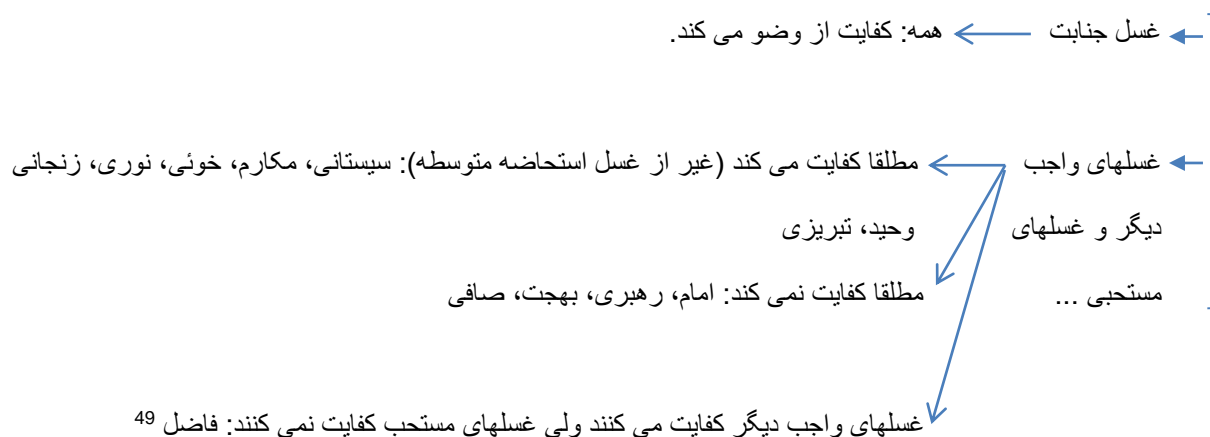 غسل جنابت همه: کفایت از وضو می کند.
غسلهای واجب مطلقا کفایت می کند (غیر از غسل استحاضه متوسطه): سیستانی، مکارم، خوئی، نوری، زنجانی
دیگر و غسلهای وحید، تبریزی
مستحبی ... مطلقا کفایت نمی کند: امام، رهبری، بهجت، صافی
غسلهای واجب دیگر کفایت می کنند ولی غسلهای مستحب کفایت نمی کنند: فاضل 49